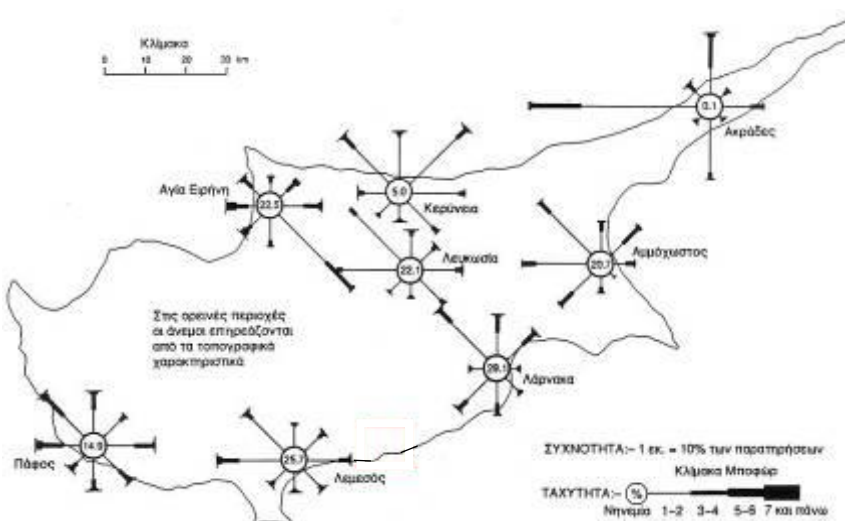 Κλίμακα
0 10 20 30 km
0.1
Ακράδες
Αγία Ειρήνη
22.5
5.0
Κερύνεια
Λευκωσία
22.1
20.7
Αμμόχωστος
Στις ορεινές περιοχές
οι άνεμοι επηρεάζονται
από τα τοπογραφικά
χαρακτηριστικά
29.1
Λάρνακα
14.9
Πάφος
25.7
Λεμεσός
ΣΥΧΝΟΤΗΤΑ:- 1 εκ. = 10% των παρατηρήσεων
Κλίμακα Μποφώρ
ΤΑΧΥΤΗΤΑ:- %
Νηνεμία 1-2 3-4 5-6 7 και πάνω